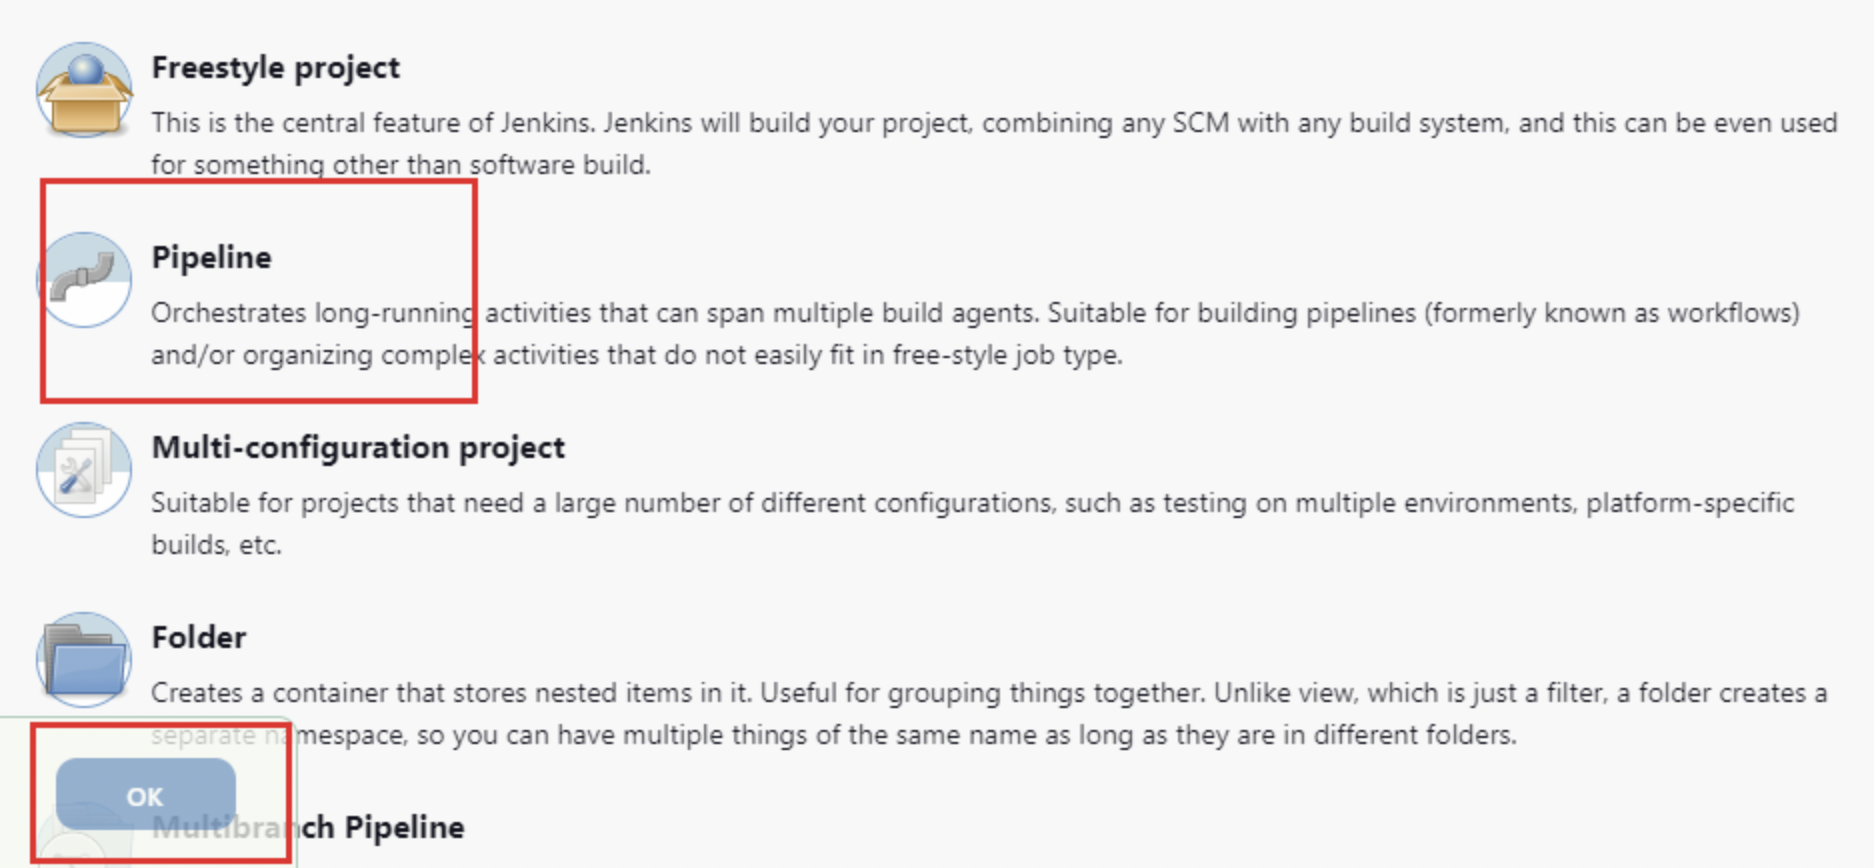 Freestyle project
This is the central feature of Jenkins. Jenkins will build your project, combining any SCM with any build system, and this can be even used
for something other than software build.
Pipeline
Orchestrates long-running activities that can span multiple build agents. Suitable for building pipelines (formerly known as workflows)
and/or organizing complex activities that do not easily fit in free-style job type.
Multi-configuration project
Suitable for projects that need a large number of different configurations, such as testing on multiple environments, platform-specific
builds, etc.
Folder
Creates a container that stores nested items in it. Useful for grouping things together. Unlike view, which is just a filter, a folder creates a
separate namespace, so you can have multiple things of the same name as long as they are in different folders.
OK
Multibranch Pipeline